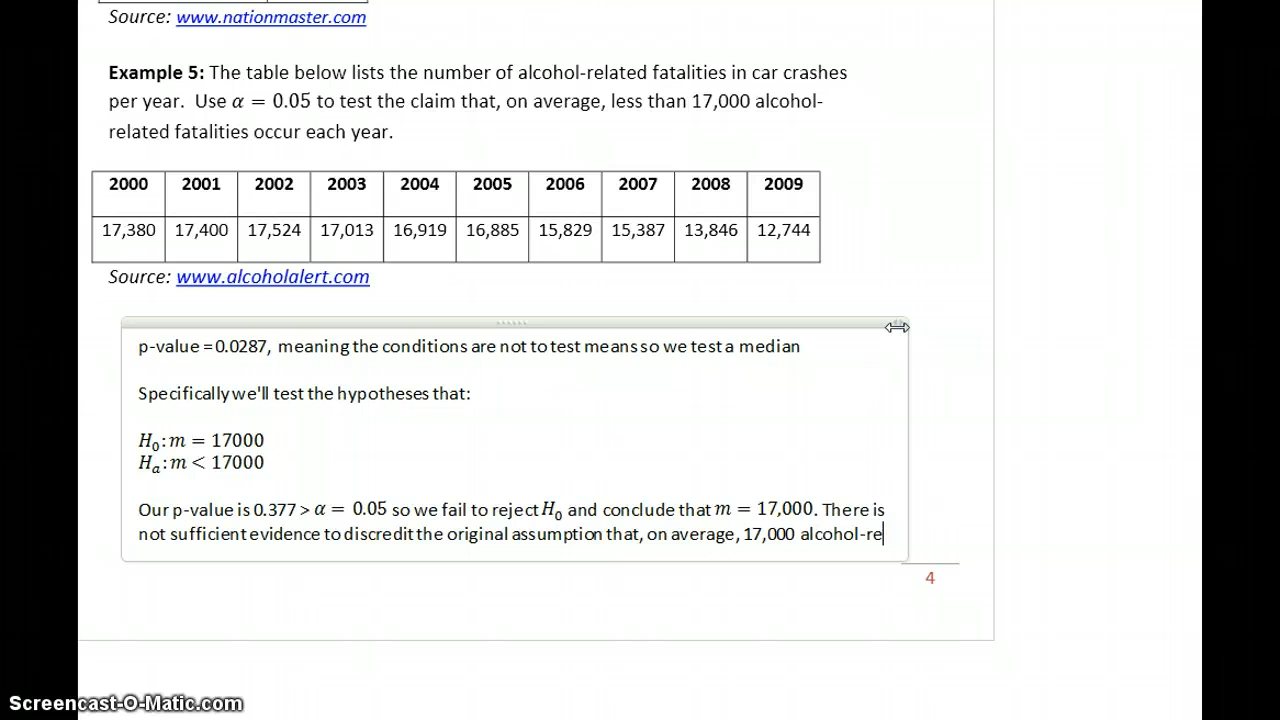 Source: www.nationmaster.com
Example 5: The table below lists the number of alcohol-related fatalities in car crashes
per year. Use α = 0.05 to test the claim that, on average, less than 17,000 alcohol-
related fatalities occur each year.
2000 2001 2002 2003 2004 2005 2006 2007 2008 2009
17,380 17,400 17,524 17,013 16,919 16,885 15,829 15,387 13,846 12,744
Source: www.alcoholalert.com
p-value = 0.0287, meaning the conditions are not to test means so we test a median
Specifically we'll test the hypotheses that:
H₀: m = 17000
Hₐ: m < 17000
Our p-value is 0.377 > α = 0.05 so we fail to reject H₀ and conclude that m = 17,000. There is
not sufficient evidence to discredit the original assumption that, on average, 17,000 alcohol-re
4
Screencast-O-Matic.com